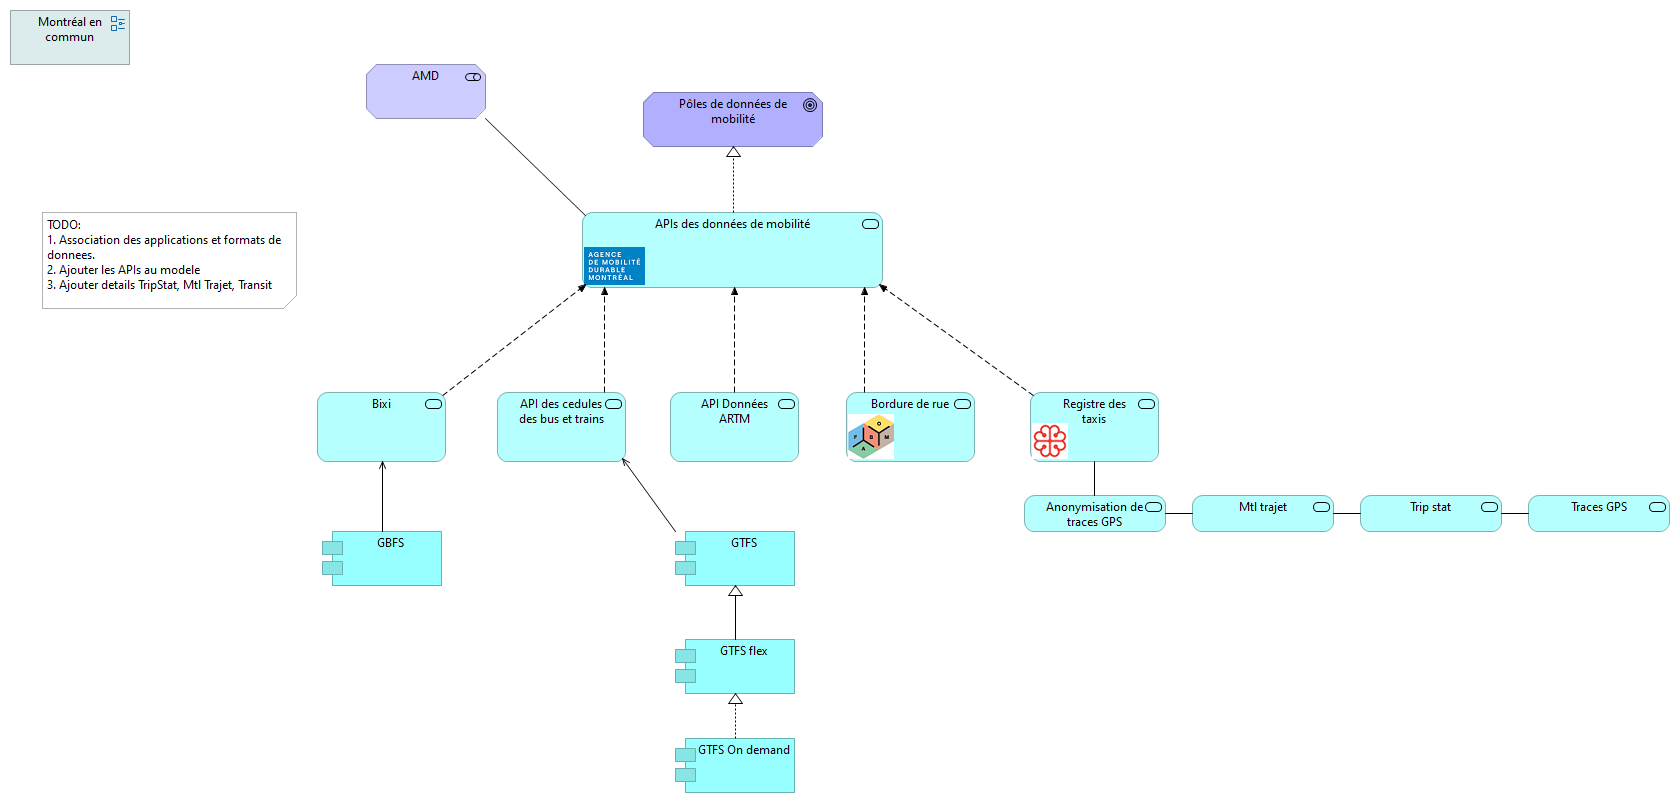 Montréal en
commun
AMD
Pôles de données de
mobilité
TODO:
1. Association des applications et formats de
donnees.
2. Ajouter les APIs au modele
3. Ajouter details TripStat, Mtl Trajet, Transit
APIs des données de mobilité
AGENCE
DE MOBILITÉ
DURABLE
MONTRÉAL
Bixi
API des cedules
des bus et trains
API Données
ARTM
Bordure de rue
O
F B M
A
Registre des
taxis
Anonymisation de
traces GPS
Mtl trajet
Trip stat
Traces GPS
GBFS
GTFS
GTFS flex
GTFS On demand